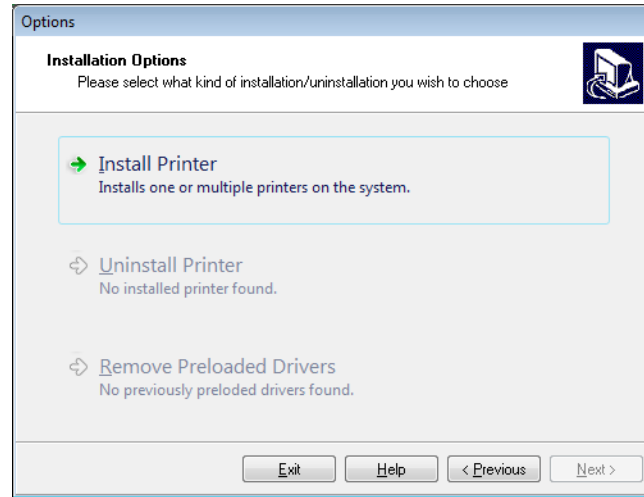 Options
Installation Options
Please select what kind of installation/uninstallation you wish to choose
Install Printer
Installs one or multiple printers on the system.
Uninstall Printer
No installed printer found.
Remove Preloaded Drivers
No previously preloded drivers found.
Exit Help < Previous Next >